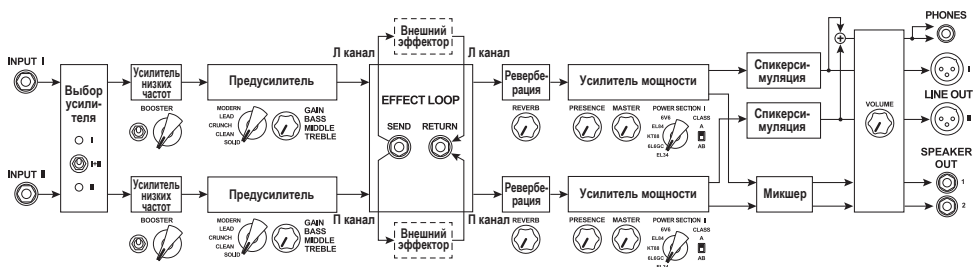 Внешний
эффектор
PHONES
INPUT I
Л канал
Л канал
Выбор
усили-
теля
I
I+II
II
Усилитель
низких
частот
BOOSTER
Предусилитель
MODERN
LEAD
CRUNCH
CLEAN
SOLID
GAIN
BASS
MIDDLE
TREBLE
EFFECT LOOP
SEND
RETURN
Ревербе-
рация
REVERB
Усилитель мощности
PRESENCE
MASTER
POWER SECTION I
6V6
EL84
KT88
6L6GC
EL34
CLASS
A
AB
Спикерси-
муляция
Спикерси-
муляция
VOLUME
I
LINE OUT
II
SPEAKER
OUT
1
2
INPUT II
Усилитель
низких
частот
BOOSTER
Предусилитель
MODERN
LEAD
CRUNCH
CLEAN
SOLID
GAIN
BASS
MIDDLE
TREBLE
П канал
П канал
Внешний
эффектор
Ревербе-
рация
REVERB
Усилитель мощности
PRESENCE
MASTER
POWER SECTION I
6V6
EL84
KT88
6L6GC
EL34
CLASS
A
AB
Микшер